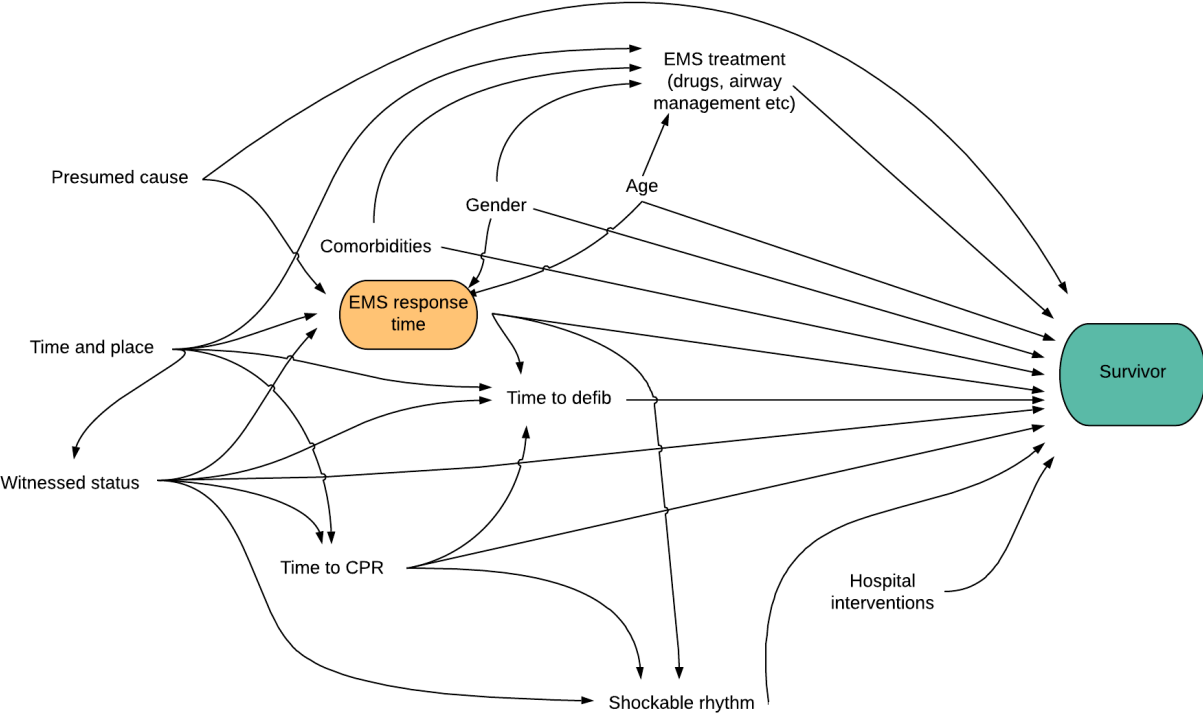 EMS treatment
(drugs, airway
management etc)
Presumed cause
Age
Gender
Comorbidities
EMS response
time
Time and place
Survivor
Time to defib
Witnessed status
Time to CPR
Hospital
interventions
Shockable rhythm